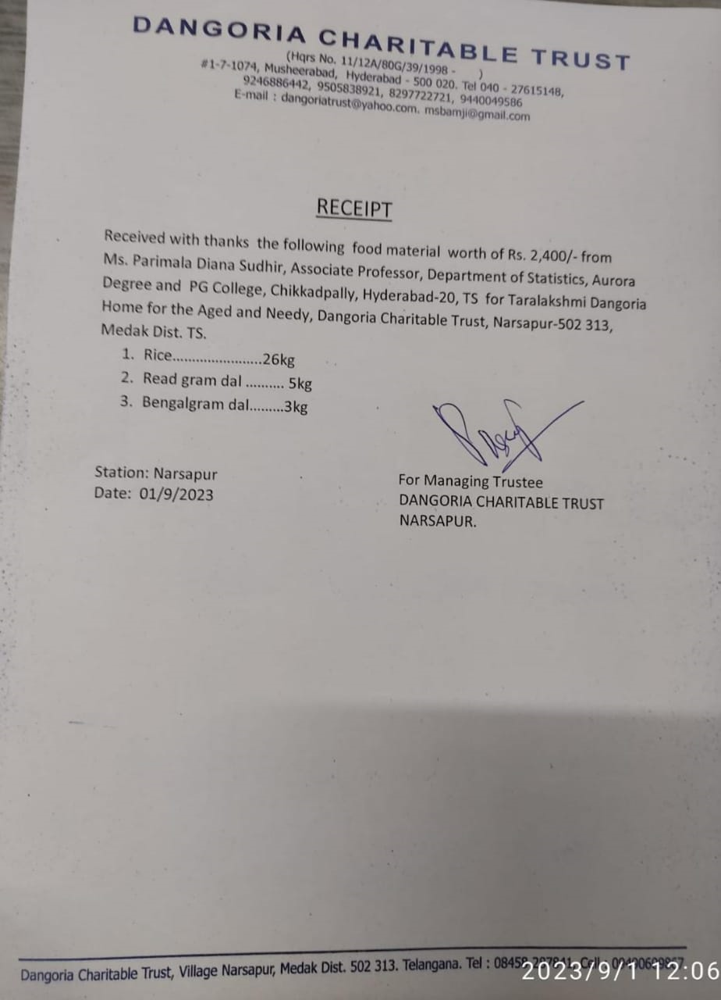 DANGORIA CHARITABLE TRUST
(Hqrs No. 11/12A/80G/39/1998 - )
#1-7-1074, Musheerabad, Hyderabad - 500 020. Tel 040 - 27615148,
9246886442, 9505838921, 8297722721, 9440049586
E-mail : dangoriatrust@yahoo.com. msbamji@gmail.com
RECEIPT
Received with thanks the following food material worth of Rs. 2,400/- from
Ms. Parimala Diana Sudhir, Associate Professor, Department of Statistics, Aurora
Degree and PG College, Chikkadpally, Hyderabad-20, TS for Taralakshmi Dangoria
Home for the Aged and Needy, Dangoria Charitable Trust, Narsapur-502 313,
Medak Dist. TS.
1. Rice.......................26kg
2. Read gram dal .......... 5kg
3. Bengalgram dal.........3kg
Station: Narsapur
Date: 01/9/2023
For Managing Trustee
DANGORIA CHARITABLE TRUST
NARSAPUR.
Dangoria Charitable Trust, Village Narsapur, Medak Dist. 502 313. Telangana. Tel : 08458 Cell :
2023/9/1 12:06